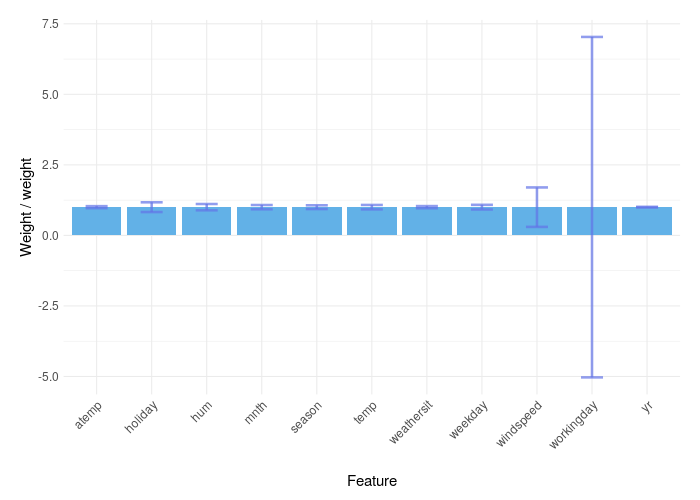 7.5
5.0
2.5
0.0
-2.5
-5.0
Weight / weight
atemp
holiday
hum
mnth
season
temp
weathersit
weekday
windspeed
workingday
yr
Feature